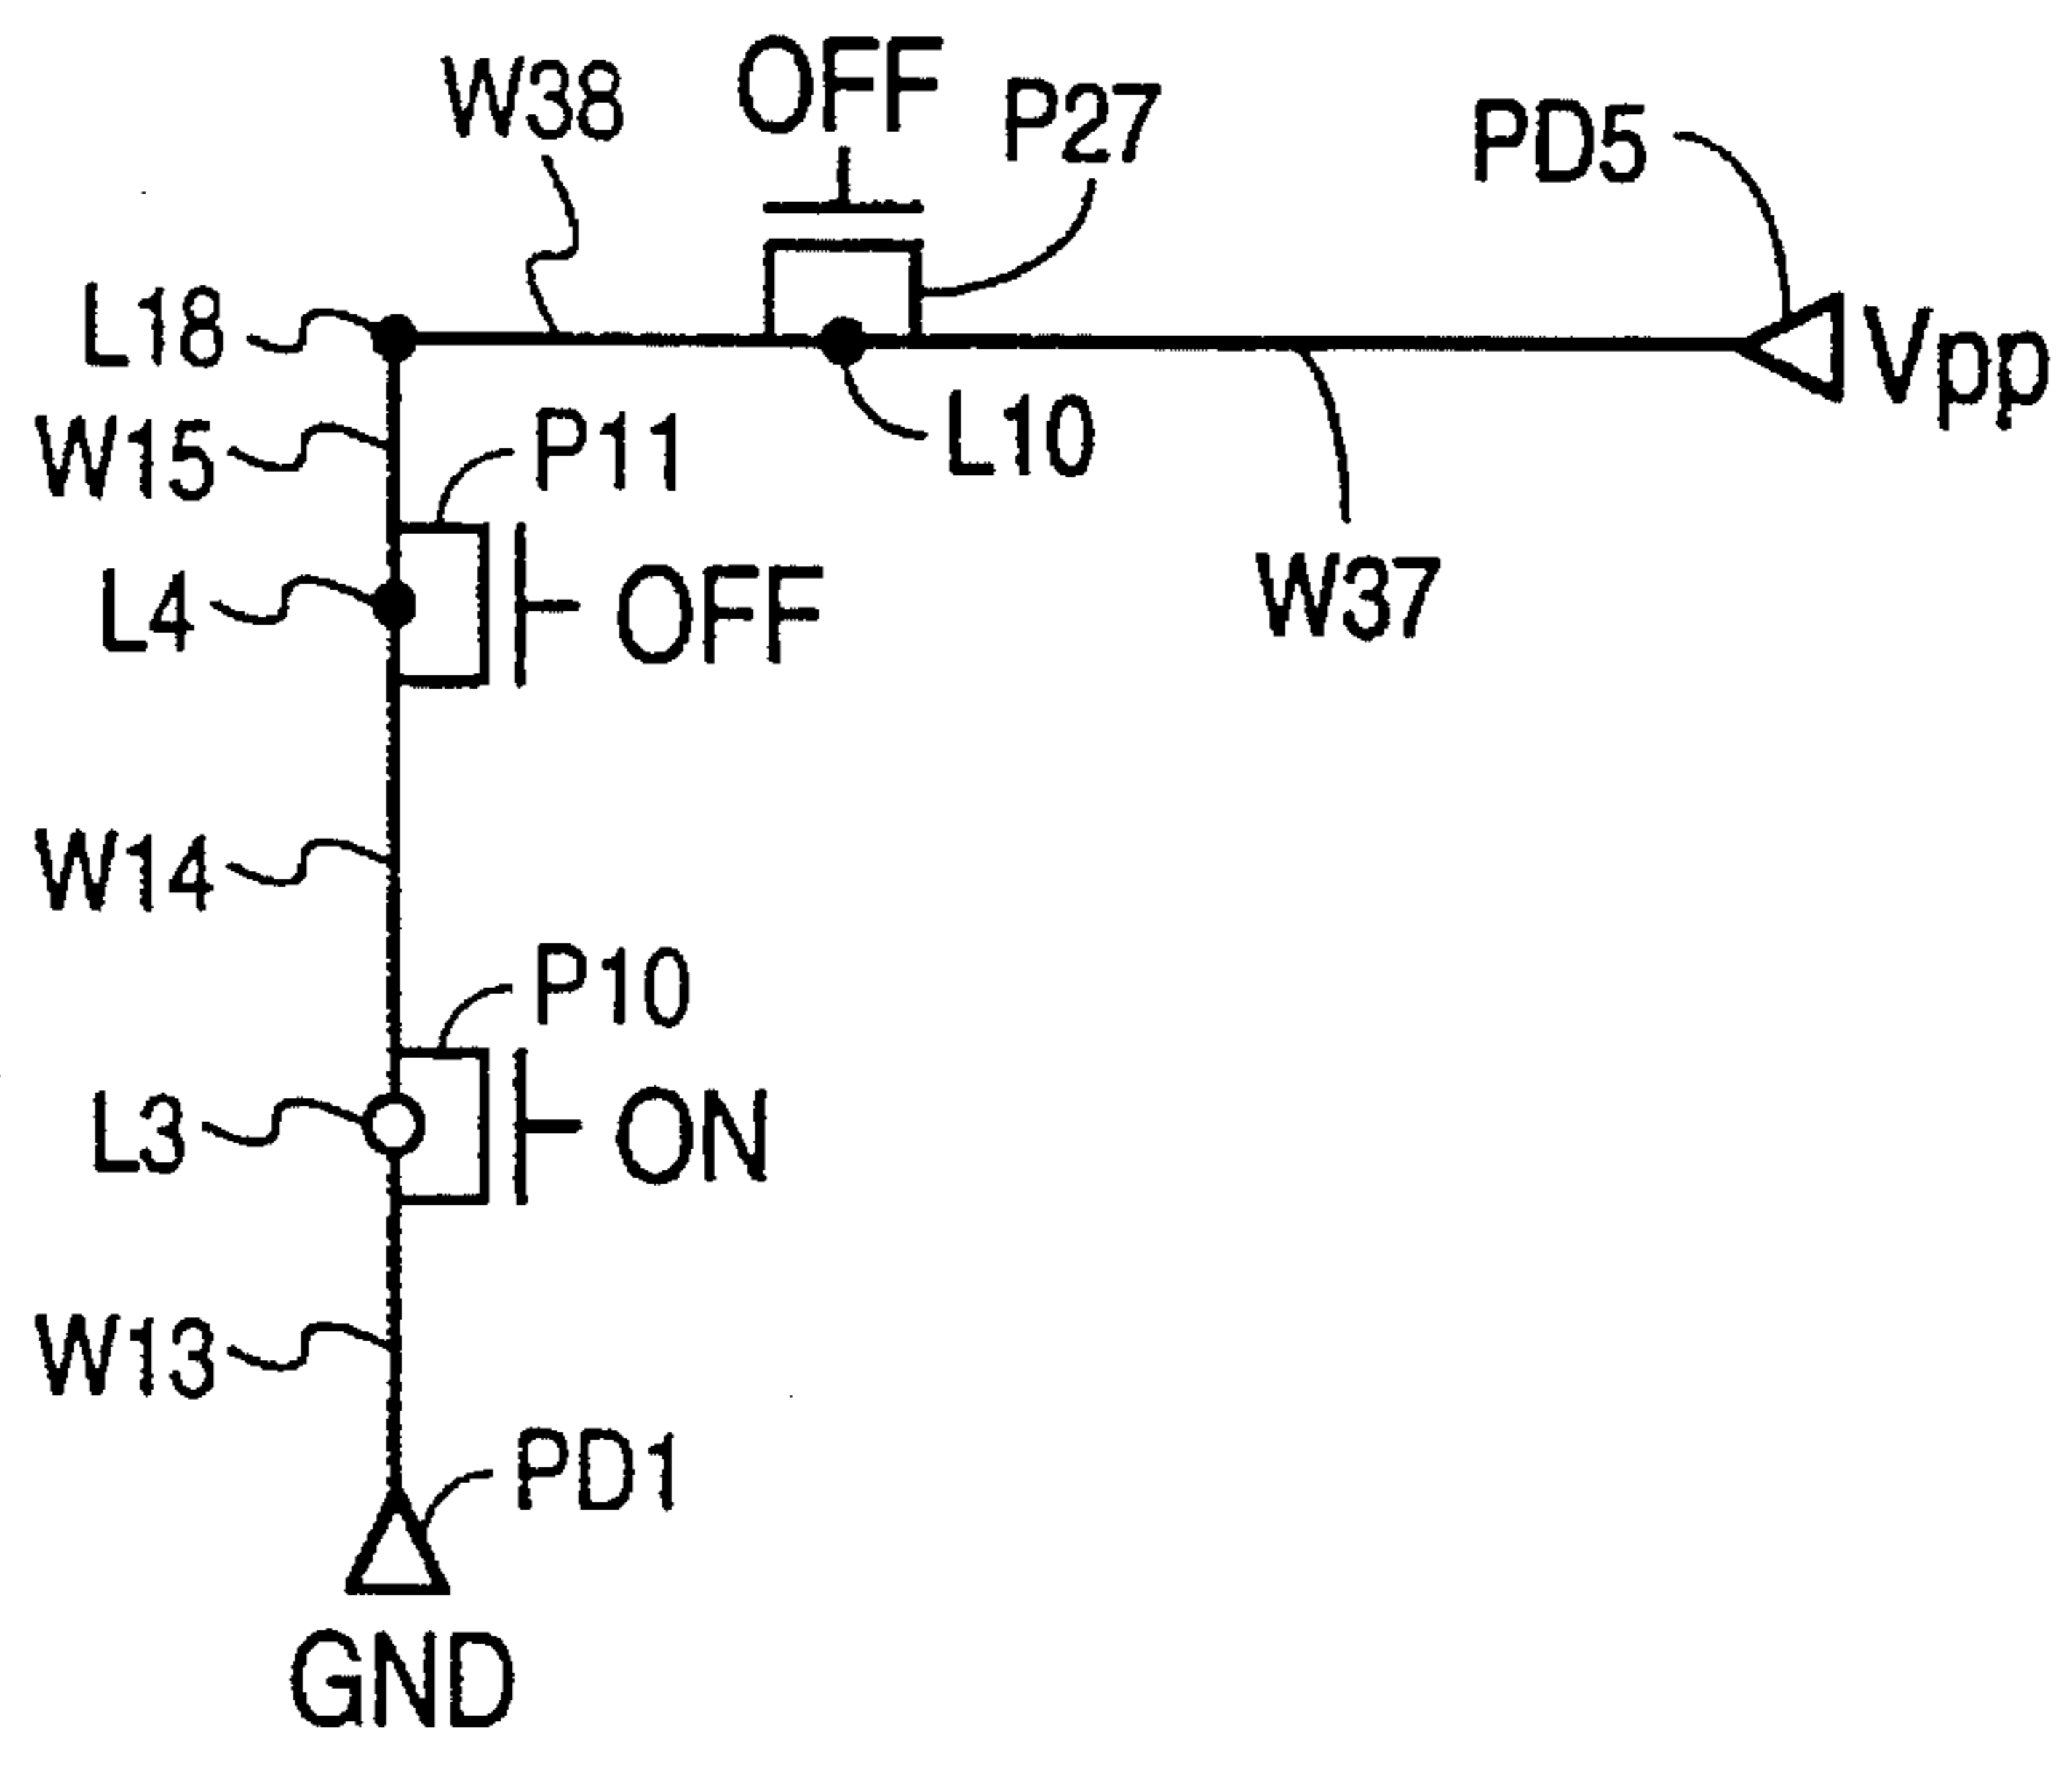 OFF
W38
P27
PD5
L18
Vpp
W15
P11
L10
L4
OFF
W37
W14
P10
L3
ON
W13
PD1
GND